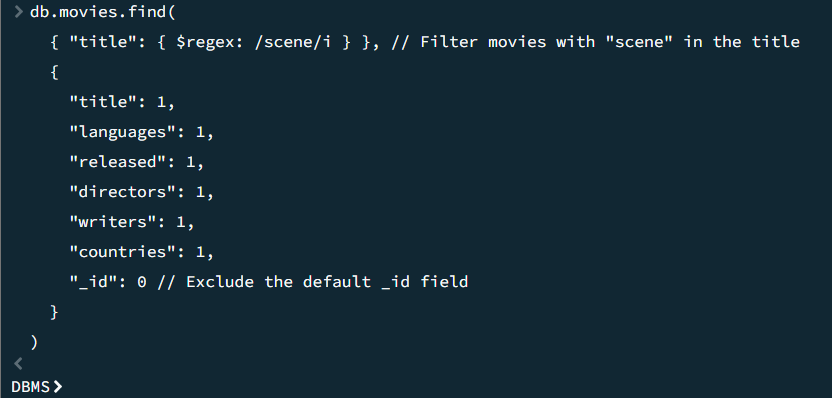 > db.movies.find(
{ "title": { $regex: /scene/i } }, // Filter movies with "scene" in the title
{
"title": 1,
"languages": 1,
"released": 1,
"directors": 1,
"writers": 1,
"countries": 1,
"_id": 0 // Exclude the default _id field
}
)
<
DBMS>